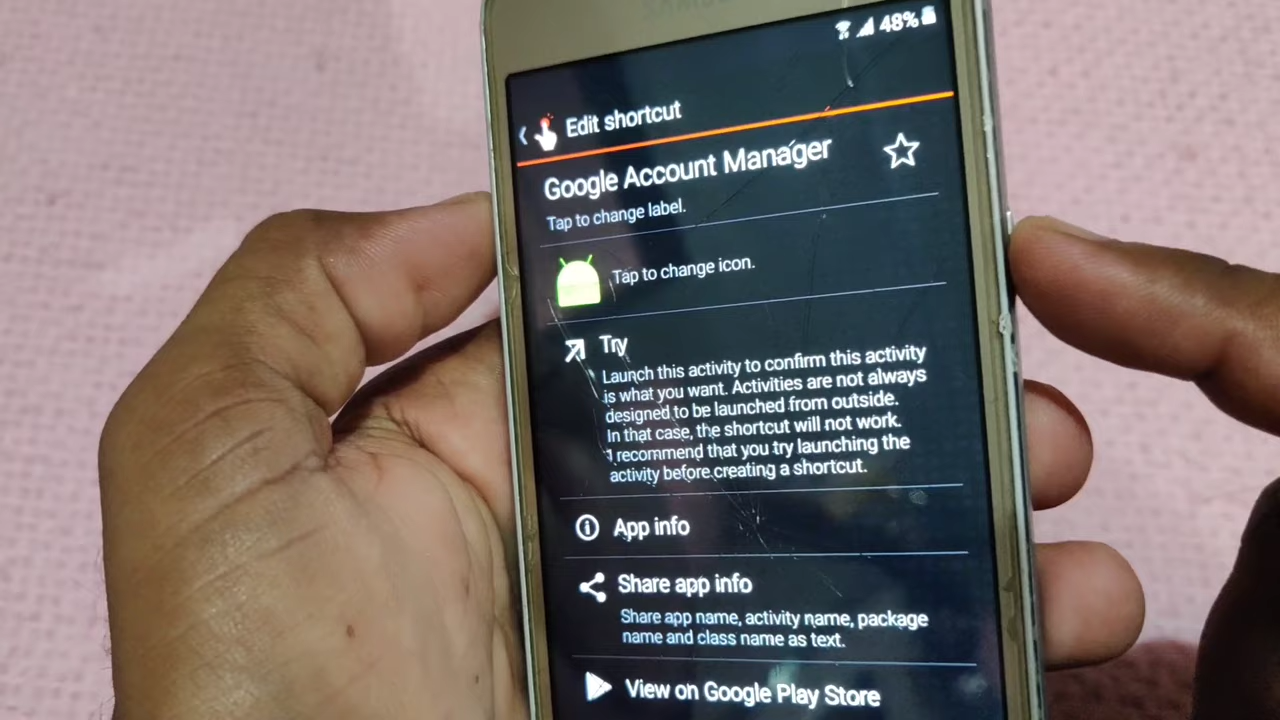 48%
Edit shortcut
Google Account Manager
Tap to change label.
Tap to change icon.
Try
Launch this activity to confirm this activity
is what you want. Activities are not always
designed to be launched from outside.
In that case, the shortcut will not work.
I recommend that you try launching the
activity before creating a shortcut.
App info
Share app info
Share app name, activity name, package
name and class name as text.
View on Google Play Store